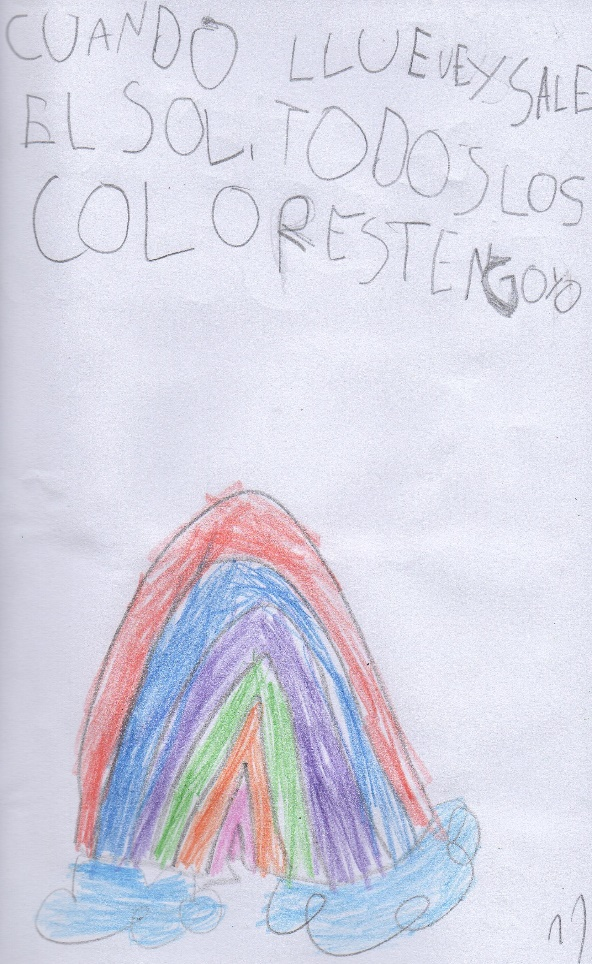 CUANDO LLUEVE Y SALE
EL SOL, TODOS LOS
COLORES TENGO YO